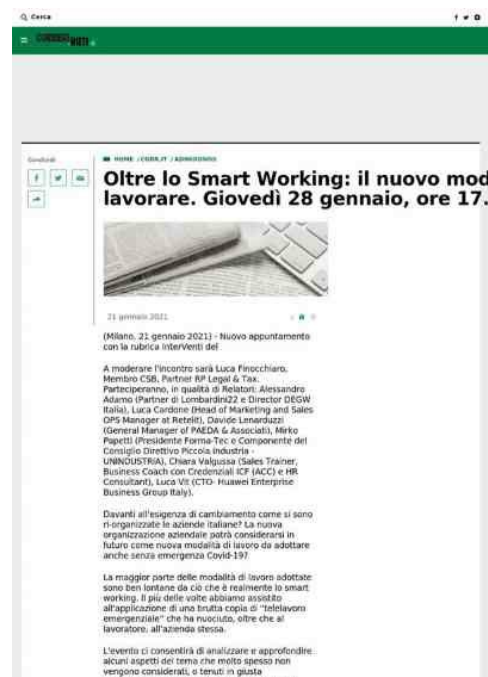 Cerca
Condividi
HOME / CORR.IT / ADNKRONOS
Oltre lo Smart Working: il nuovo mod
lavorare. Giovedì 28 gennaio, ore 17.
21 gennaio 2021
(Milano, 21 gennaio 2021) - Nuovo appuntamento
con la rubrica InterVenti del
A moderare l'incontro sarà Luca Finocchiaro,
Membro CSB, Partner RP Legal & Tax.
Parteciperanno, in qualità di Relatori: Alessandro
Adamo (Partner di Lombardini22 e Director DEGW
Italia), Luca Cardone (Head of Marketing and Sales
OPS Manager at Retelit), Davide Lenarduzzi
(General Manager of PAEDA & Associati), Mirko
Papetti (Presidente Forma-Tec e Componente del
Consiglio Direttivo Piccola Industria -
UNINDUSTRIA), Chiara Valgussa (Sales Trainer,
Business Coach con Credenziali ICF (ACC) e HR
Consultant), Luca Vit (CTO- Huawei Enterprise
Business Group Italy).
Davanti all'esigenza di cambiamento come si sono
ri-organizzate le aziende italiane? La nuova
organizzazione aziendale potrà considerarsi in
futuro come nuova modalità di lavoro da adottare
anche senza emergenza Covid-19?
La maggior parte delle modalità di lavoro adottate
sono ben lontane da ciò che è realmente lo smart
working. Il più delle volte abbiamo assistito
all'applicazione di una brutta copia di "telelavoro
emergenziale" che ha nuociuto, oltre che al
lavoratore, all'azienda stessa.
L'evento ci consentirà di analizzare e approfondire
alcuni aspetti del tema che molto spesso non
vengono considerati, o tenuti in giusta